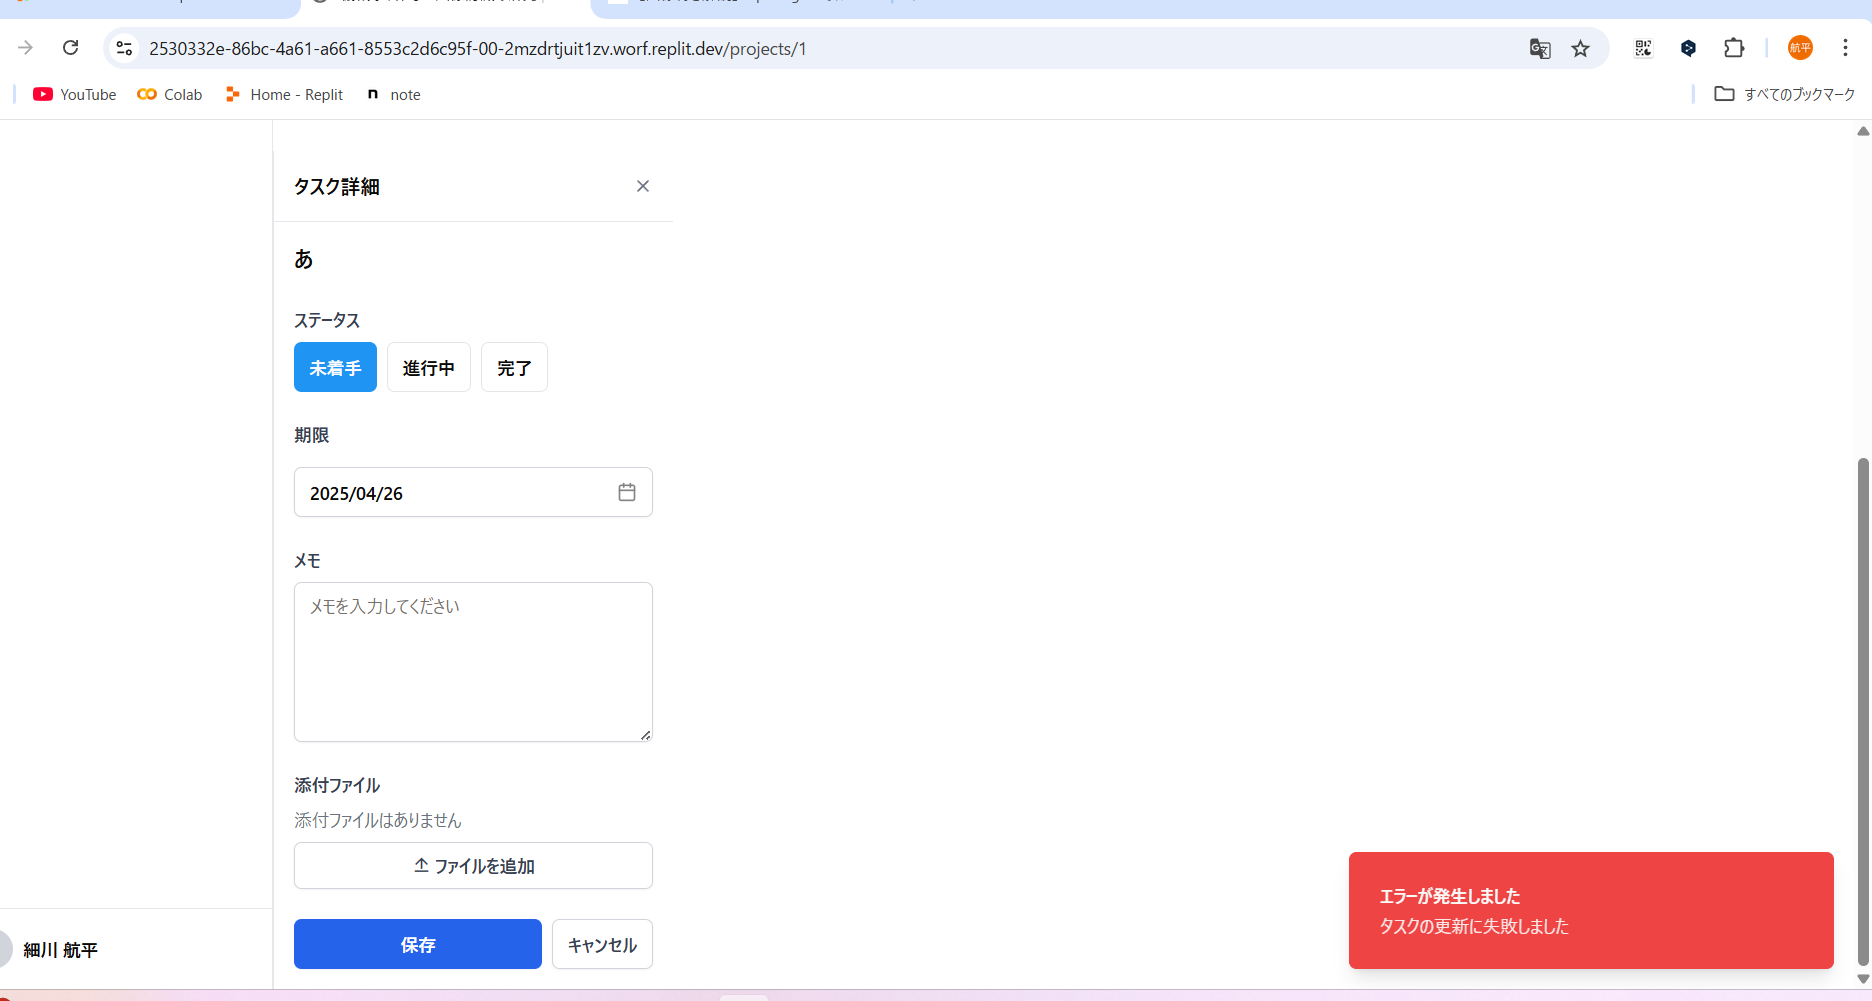 2530332e-86bc-4a61-a661-8553c2d6c95f-00-2mzdrtjuit1zv.worf.replit.dev/projects/1
航平
YouTube
Colab
Home - Replit
n note
すべてのブックマーク
タスク詳細
あ
ステータス
未着手
進行中
完了
期限
2025/04/26
メモ
メモを入力してください
添付ファイル
添付ファイルはありません
ファイルを追加
保存
キャンセル
細川 航平
エラーが発生しました
タスクの更新に失敗しました